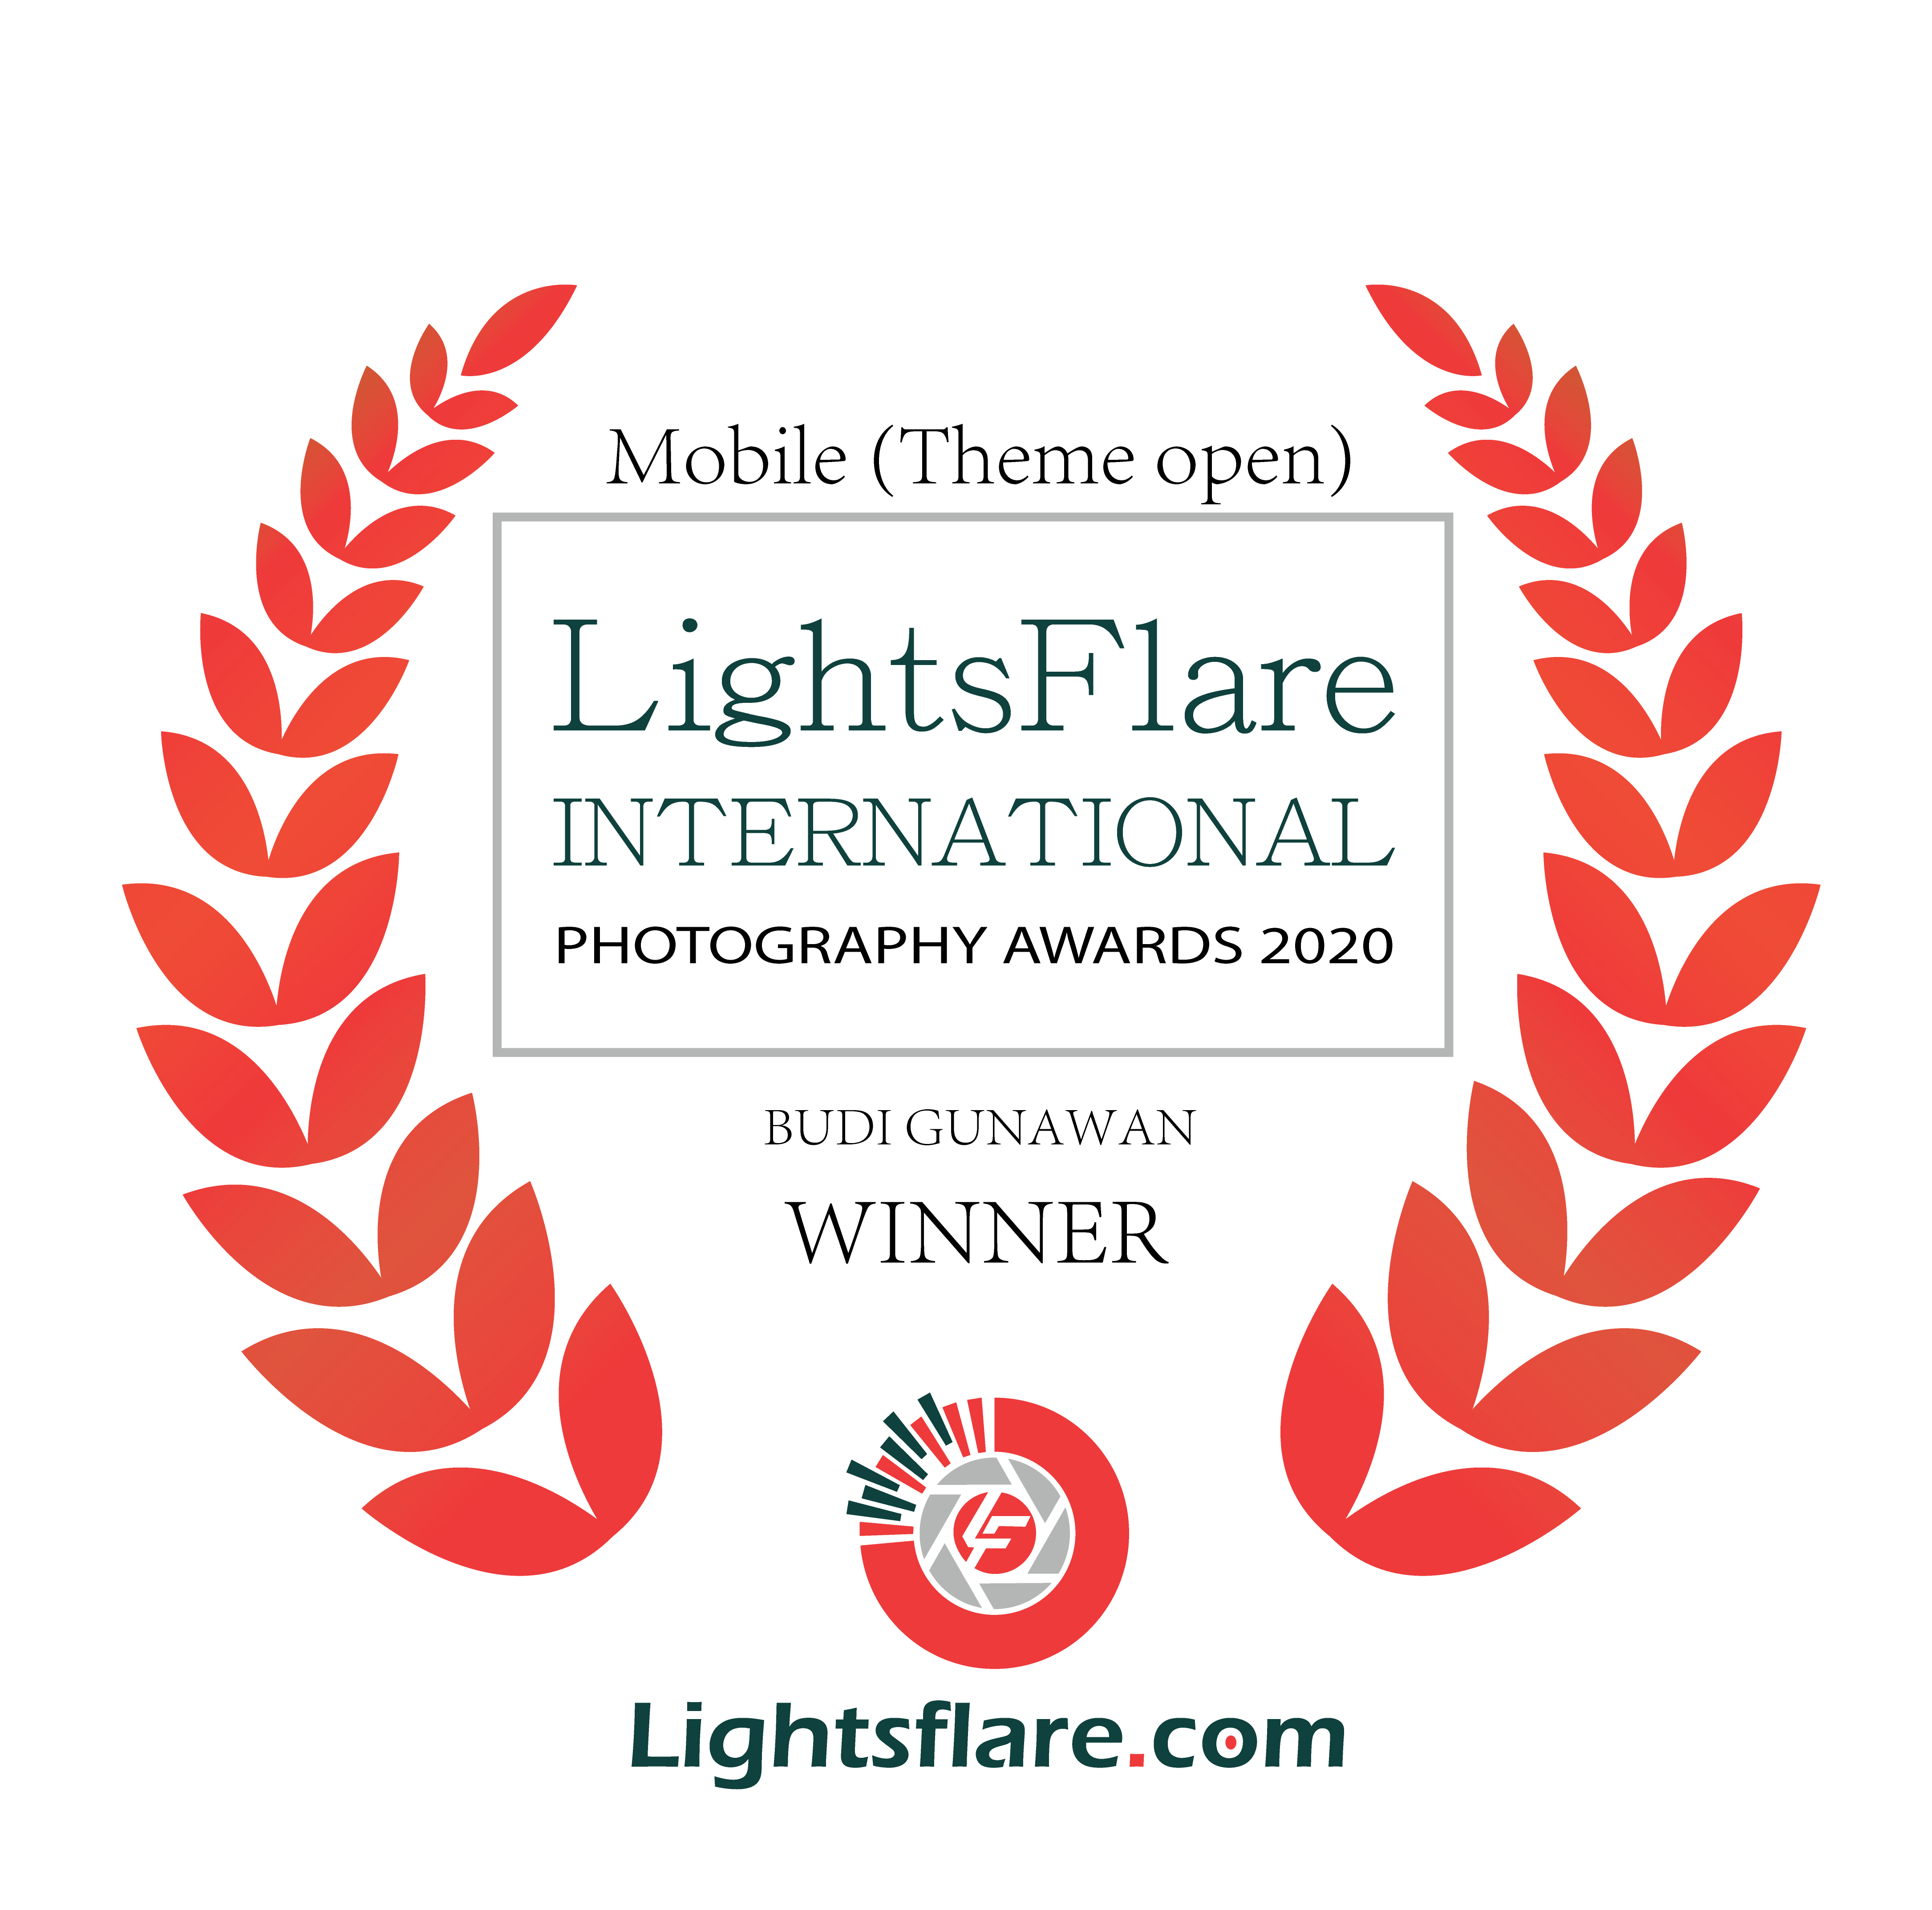 Mobile (Theme open)
LightsFlare
INTERNATIONAL
PHOTOGRAPHY AWARDS 2020
BUDI GUNAWAN
WINNER
Lightsflare.com